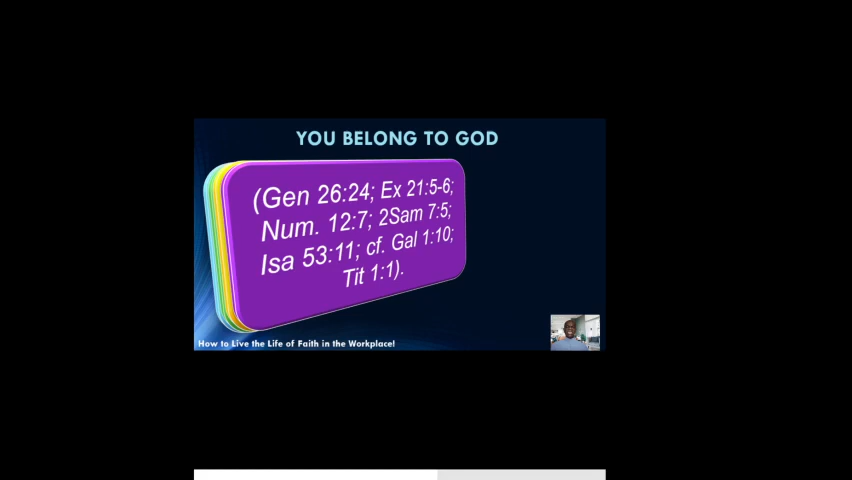 YOU BELONG TO GOD
(Gen 26:24; Ex 21:5-6;
Num. 12:7; 2Sam 7:5;
Isa 53:11; cf. Gal 1:10;
Tit 1:1).
How to Live the Life of Faith in the Workplace!